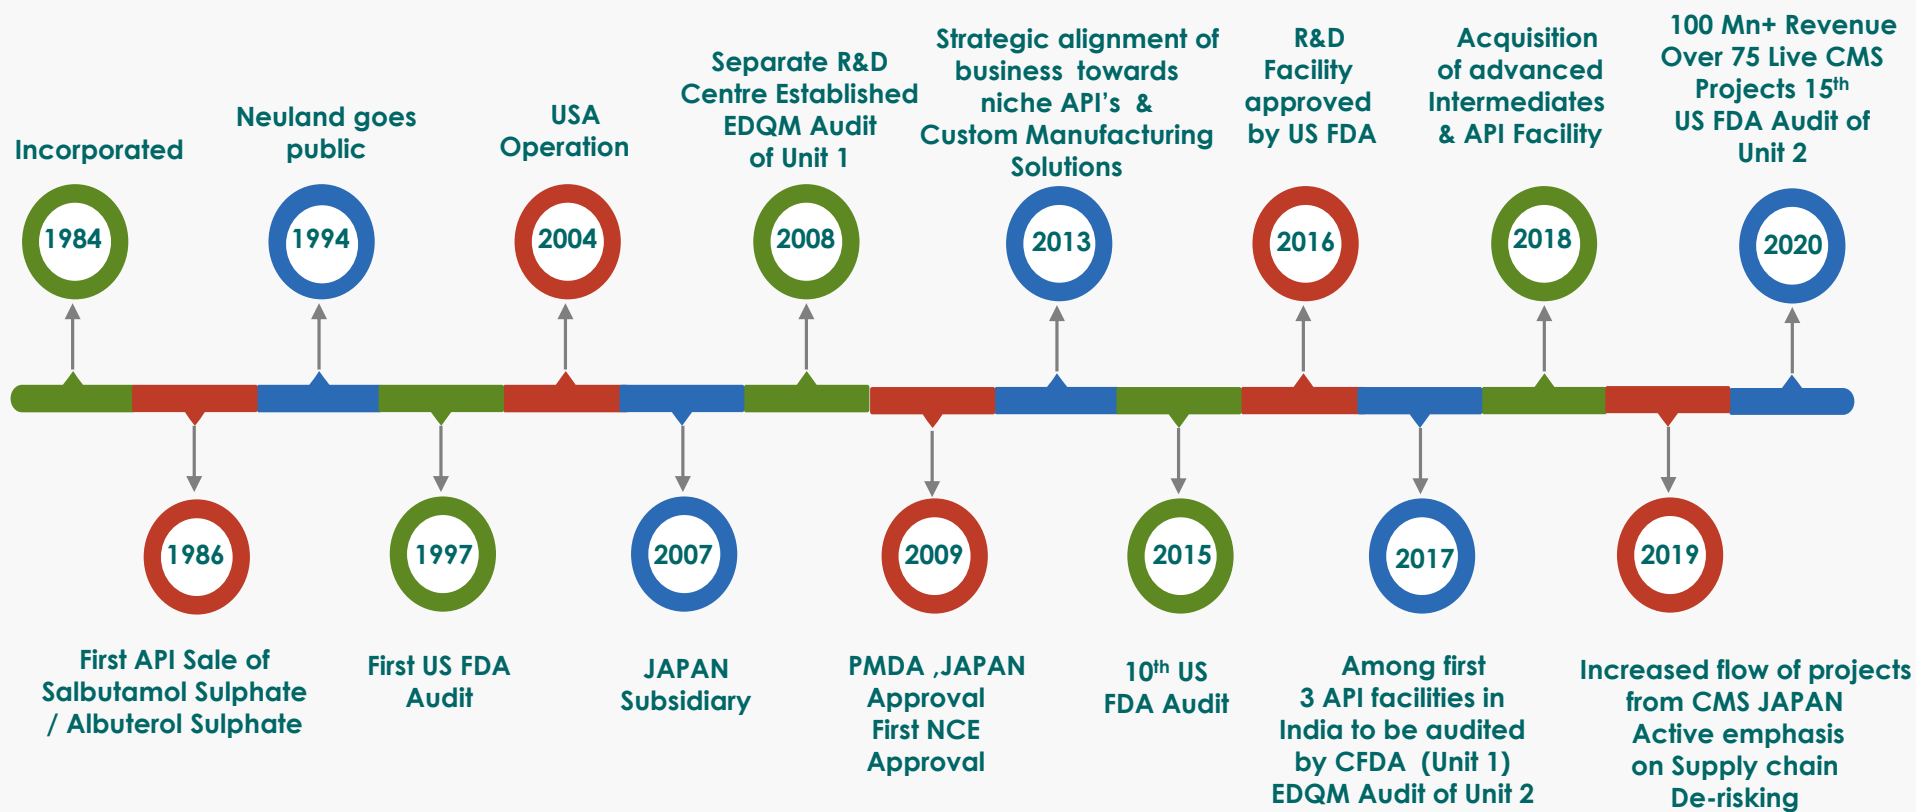 Incorporated
1984
Neuland goes
public
1994
USA
Operation
2004
Separate R&D
Centre Established
EDQM Audit
of Unit 1
2008
Strategic alignment of
business towards
niche API's &
Custom Manufacturing
Solutions
2013
R&D
Facility
approved
by US FDA
2016
Acquisition
of advanced
Intermediates
& API Facility
2018
100 Mn+ Revenue
Over 75 Live CMS
Projects 15th
US FDA Audit of
Unit 2
2020
1986
First API Sale of
Salbutamol Sulphate
/ Albuterol Sulphate
1997
First US FDA
Audit
2007
JAPAN
Subsidiary
2009
PMDA ,JAPAN
Approval
First NCE
Approval
2015
10th US
FDA Audit
2017
Among first
3 API facilities in
India to be audited
by CFDA (Unit 1)
EDQM Audit of Unit 2
2019
Increased flow of projects
from CMS JAPAN
Active emphasis
on Supply chain
De-risking